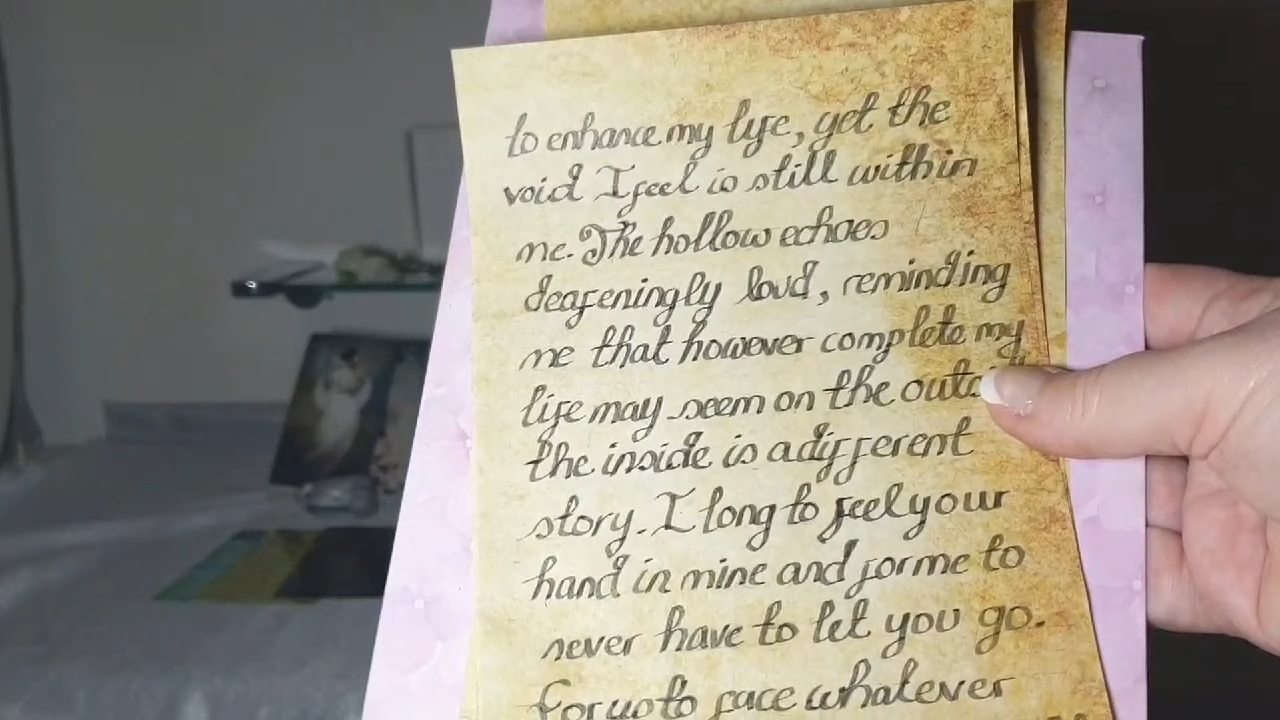 to enhance my life, yet the
void I feel is still within
me. The hollow echoes
deafeningly loud, reminding
me that however complete my
life may seem on the
the inside is a different
story. I long to feel your
hand in mine and for me to
never have to let you go.
For us to face whatever